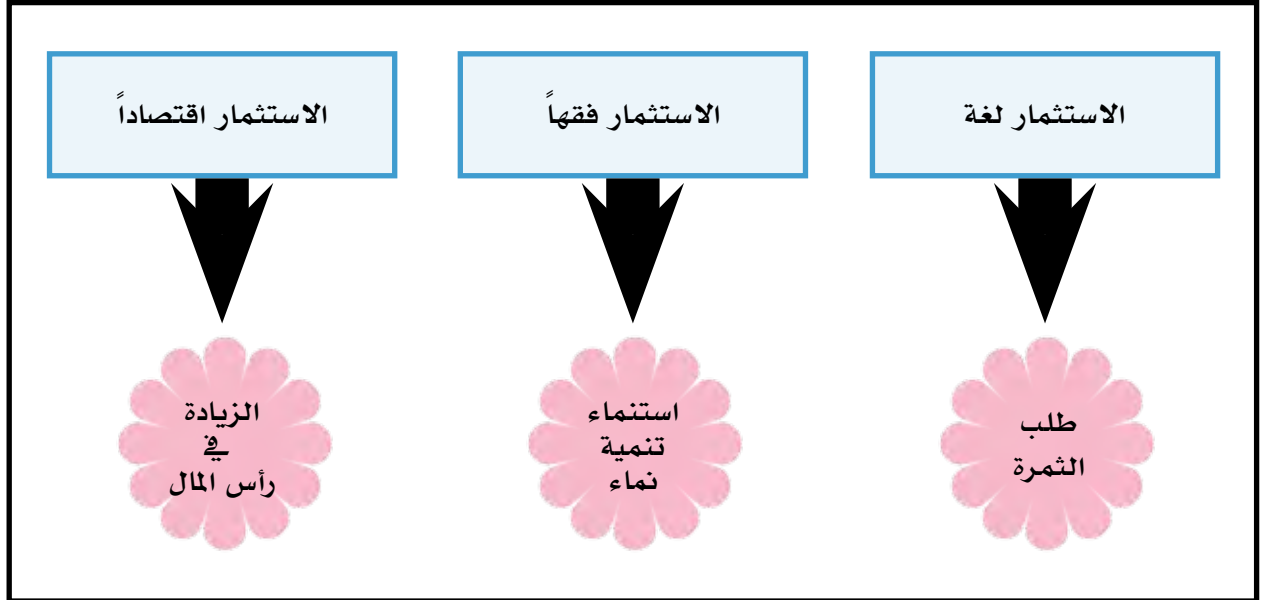 الاستثمار لغة
الاستثمار فقهاً
الاستثمار اقتصاداً
طلب
الثمرة
استنماء
تنمية
نماء
الزيادة
في
رأس المال